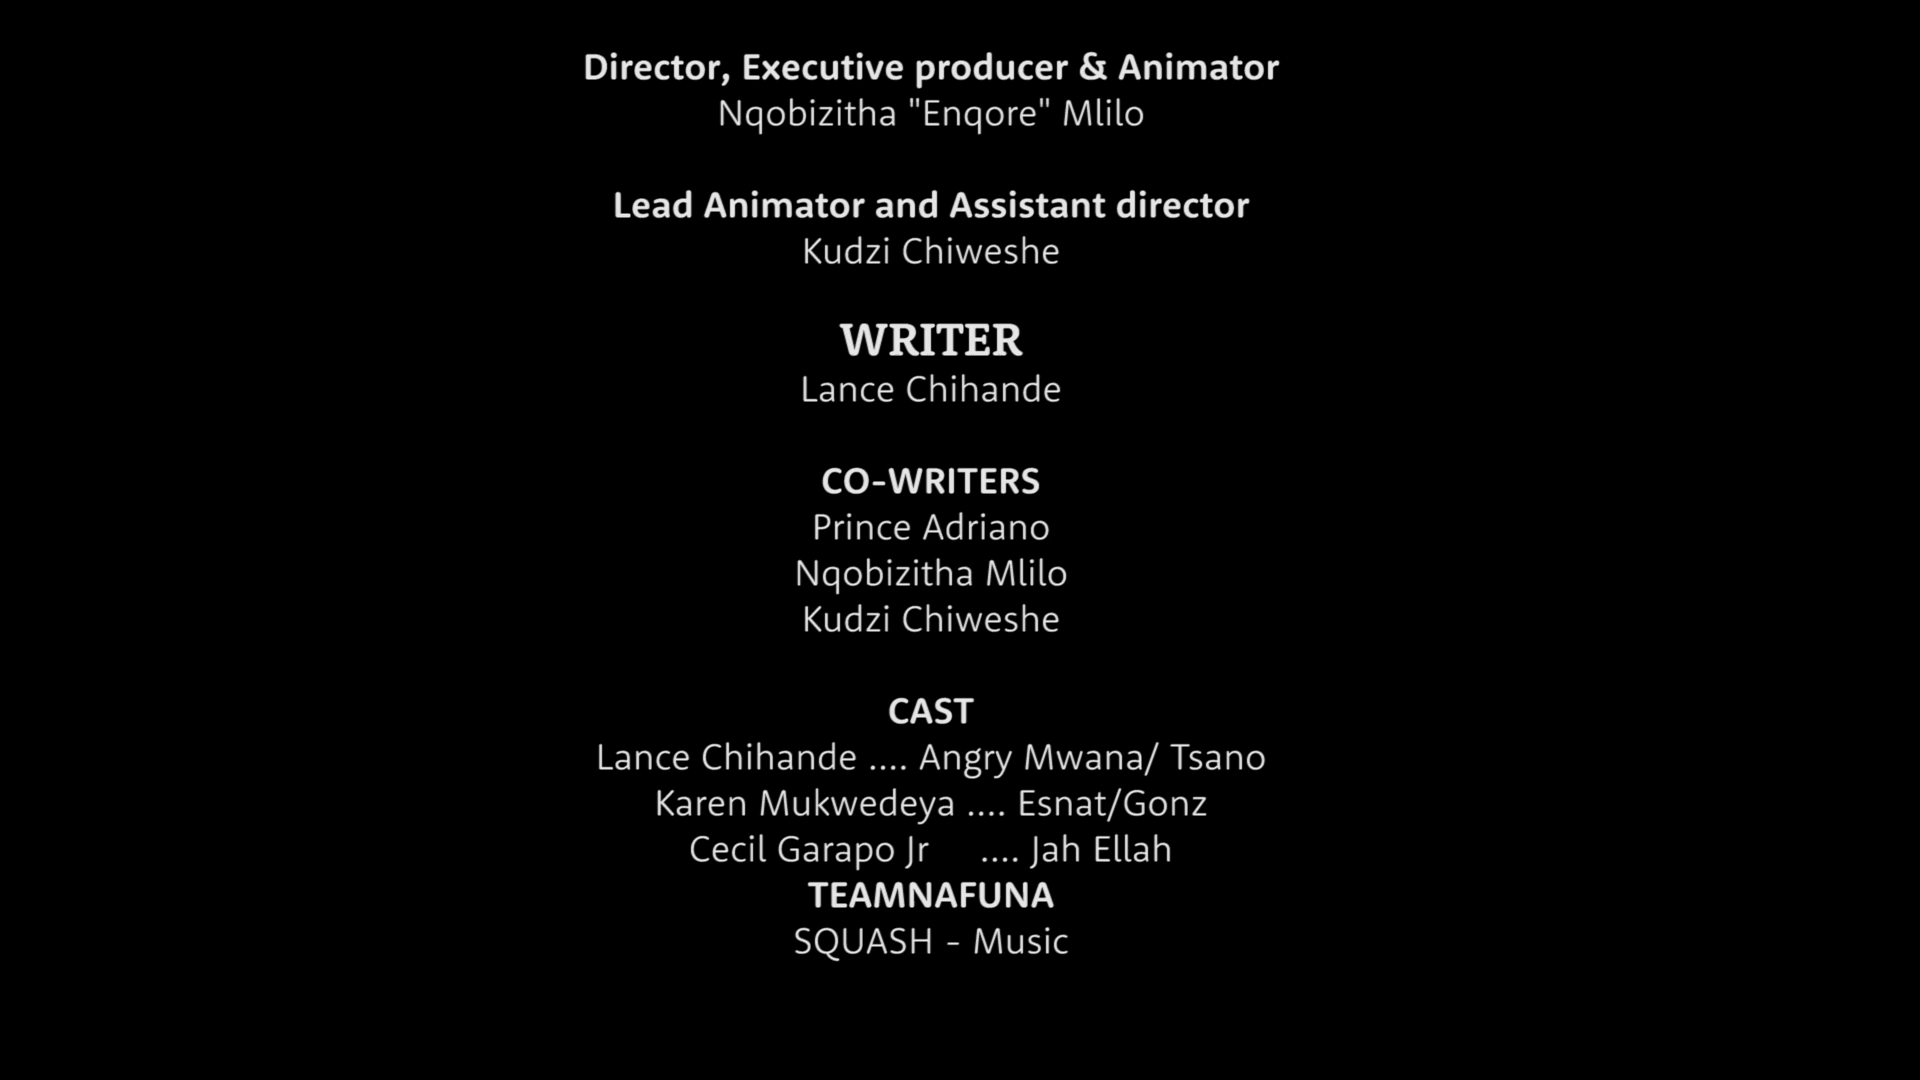 Director, Executive producer & Animator
Nqobizitha "Enqore" Mlilo
Lead Animator and Assistant director
Kudzi Chiweshe
WRITER
Lance Chihande
CO-WRITERS
Prince Adriano
Nqobizitha Mlilo
Kudzi Chiweshe
CAST
Lance Chihande .... Angry Mwana/ Tsano
Karen Mukwedeya .... Esnat/Gonz
Cecil Garapo Jr .... Jah Ellah
TEAMNAFUNA
SQUASH - Music